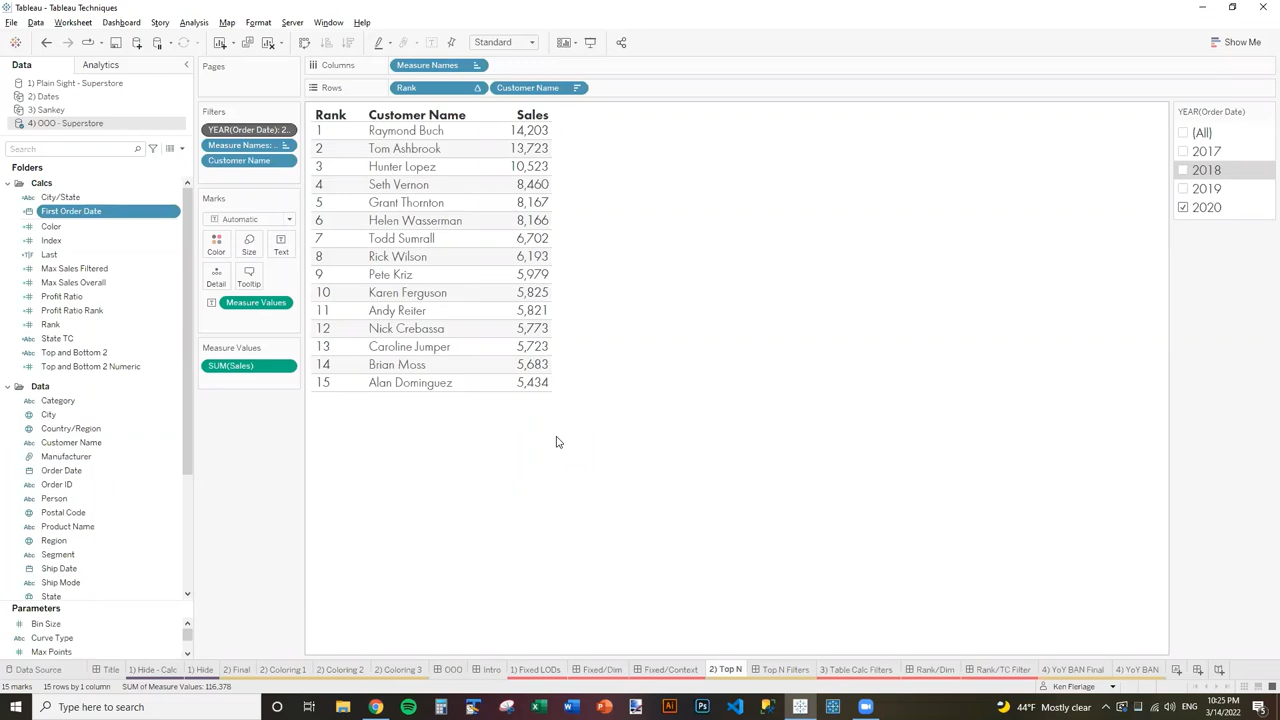 Tableau - Tableau Techniques
File Data Worksheet Dashboard Story Analysis Map Format Server Window Help
Standard
Show Me
Data Analytics
Pages
Columns Measure Names
Rows Rank Customer Name
1) Plain Sight - Superstore
2) Dates
3) Sankey
4) OOO - Superstore
Search
Folders
Calcs
City/State
First Order Date
Color
Index
Last
Max Sales Filtered
Max Sales Overall
Profit Ratio
Profit Ratio Rank
Rank
State TC
Top and Bottom 2
Top and Bottom 2 Numeric
Data
Category
City
Country/Region
Customer Name
Manufacturer
Order Date
Order ID
Person
Postal Code
Product Name
Region
Segment
Ship Date
Ship Mode
State
Parameters
Bin Size
Curve Type
Max Points
Filters
YEAR(Order Date): 2..
Measure Names: ..
Customer Name
Marks
Automatic
Color Size Text
Detail Tooltip
Measure Values
Measure Values
SUM(Sales)
Rank Customer Name Sales
1 Raymond Buch 14,203
2 Tom Ashbrook 13,723
3 Hunter Lopez 10,523
4 Seth Vernon 8,460
5 Grant Thornton 8,167
6 Helen Wasserman 8,166
7 Todd Sumrall 6,702
8 Rick Wilson 6,193
9 Pete Kriz 5,979
10 Karen Ferguson 5,825
11 Andy Reiter 5,821
12 Nick Crebassa 5,773
13 Caroline Jumper 5,723
14 Brian Moss 5,683
15 Alan Dominguez 5,434
YEAR(Order Date)
(All)
2017
2018
2019
2020
Data Source Title 1) Hide - Calc 1) Hide 2) Final 2) Coloring 1 2) Coloring 2 2) Coloring 3 OOO Intro 1) Fixed LODs Fixed/Dim Fixed/Context 2) Top N Top N Filters 3) Table Calc Filters Rank/Dim Rank/TC Filter 4) YoY BAN Final 4) YoY BAN
15 marks 15 rows by 1 column SUM of Measure Values: 116,378 Ken Flerlage
Type here to search
44°F Mostly clear
10:25 PM
3/14/2022